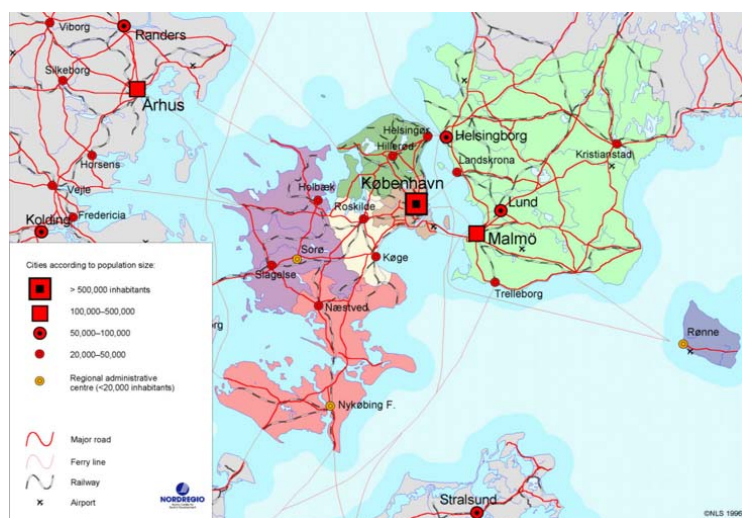 Viborg
Randers
Silkeborg
Århus
Horsens
Vejle
Fredericia
Kolding
Helsingør
Hillerød
Helsingborg
Landskrona
Kristianstad
København
Holbæk
Roskilde
Lund
Malmö
Sorø
Slagelse
Køge
Trelleborg
Næstved
Rønne
Nykøbing F.
Stralsund
Cities according to population size:
> 500,000 inhabitants
100,000–500,000
50,000–100,000
20,000–50,000
Regional administrative
centre (<20,000 inhabitants)
Major road
Ferry line
Railway
Airport
NORDREGIO
©NLS 1996